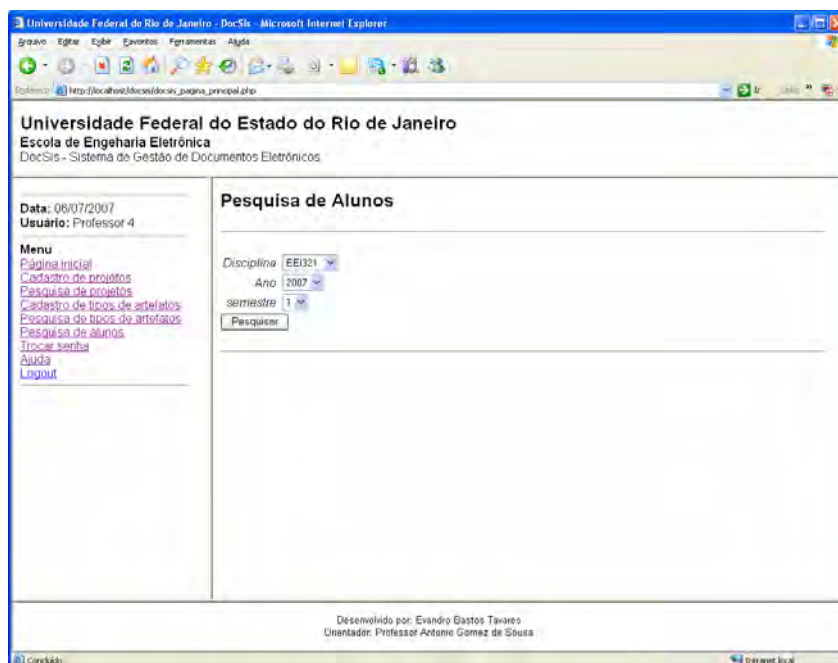 Universidade Federal do Rio de Janeiro - DocSis - Microsoft Internet Explorer
Arquivo Editar Exibir Favoritos Ferramentas Ajuda
http://localhost/docsis/docsis_pagina_principal.php Ir
Universidade Federal do Estado do Rio de Janeiro
Escola de Engenharia Eletrônica
DocSis - Sistema de Gestão de Documentos Eletrônicos
Data: 06/07/2007
Usuário: Professor 4
Menu
Página inicial
Cadastro de projetos
Pesquisa de projetos
Cadastro de tipos de artefatos
Pesquisa de tipos de artefatos
Pesquisa de alunos
Trocar senha
Ajuda
Logout
Pesquisa de Alunos
Disciplina EEI321
Ano 2007
semestre 1
Pesquisar
Desenvolvido por: Evandro Bastos Tavares
Orientador: Professor Antonio Gomez de Sousa
Concluído Intranet local